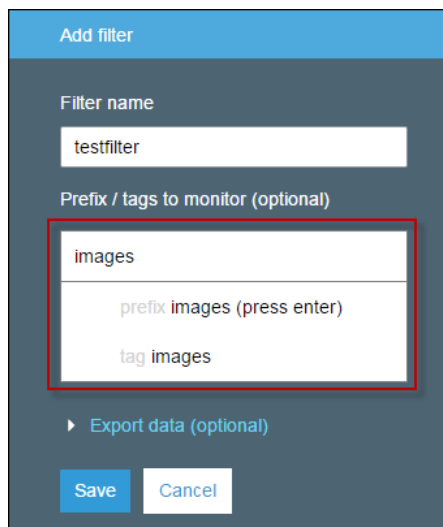 Add filter
Filter name
testfilter
Prefix / tags to monitor (optional)
images
prefix images (press enter)
tag images
Export data (optional)
Save Cancel